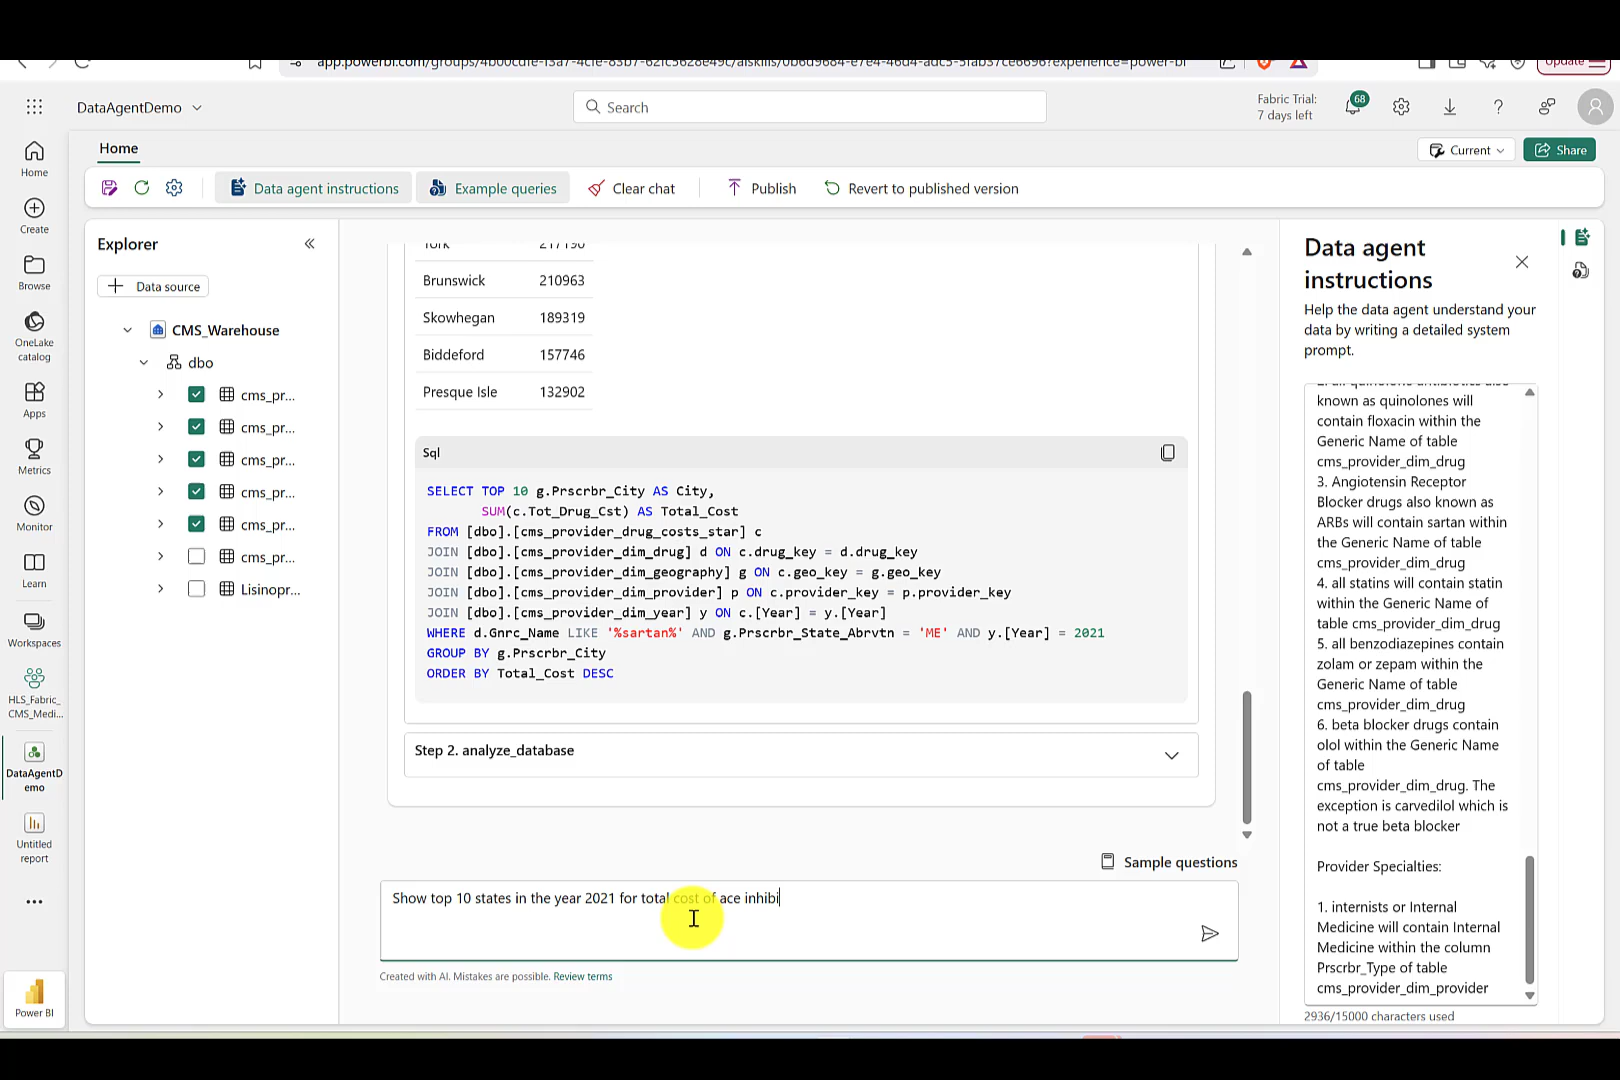 DataAgentDemo
Search
Fabric Trial:
7 days left
68
Update
Home
Current
Share
Data agent instructions
Example queries
Clear chat
Publish
Revert to published version
Home
Create
Browse
OneLake
catalog
Apps
Metrics
Monitor
Learn
Workspaces
HLS_Fabric_
CMS_Medi...
DataAgentD
emo
Untitled
report
Power BI
Explorer
Data source
CMS_Warehouse
dbo
cms_pr...
cms_pr...
cms_pr...
cms_pr...
cms_pr...
cms_pr...
Lisinopr...
York 217190
Brunswick 210963
Skowhegan 189319
Biddeford 157746
Presque Isle 132902
Sql
SELECT TOP 10 g.Prscrbr_City AS City,
SUM(c.Tot_Drug_Cst) AS Total_Cost
FROM [dbo].[cms_provider_drug_costs_star] c
JOIN [dbo].[cms_provider_dim_drug] d ON c.drug_key = d.drug_key
JOIN [dbo].[cms_provider_dim_geography] g ON c.geo_key = g.geo_key
JOIN [dbo].[cms_provider_dim_provider] p ON c.provider_key = p.provider_key
JOIN [dbo].[cms_provider_dim_year] y ON c.[Year] = y.[Year]
WHERE d.Gnrc_Name LIKE '%sartan%' AND g.Prscrbr_State_Abrvtn = 'ME' AND y.[Year] = 2021
GROUP BY g.Prscrbr_City
ORDER BY Total_Cost DESC
Step 2. analyze_database
Sample questions
Show top 10 states in the year 2021 for total cost of ace inhibi
Created with AI. Mistakes are possible. Review terms
Data agent
instructions
Help the data agent understand your
data by writing a detailed system
prompt.
2. all quinolone antibiotics also
known as quinolones will
contain floxacin within the
Generic Name of table
cms_provider_dim_drug
3. Angiotensin Receptor
Blocker drugs also known as
ARBs will contain sartan within
the Generic Name of table
cms_provider_dim_drug
4. all statins will contain statin
within the Generic Name of
table cms_provider_dim_drug
5. all benzodiazepines contain
zolam or zepam within the
Generic Name of table
cms_provider_dim_drug
6. beta blocker drugs contain
olol within the Generic Name
of table
cms_provider_dim_drug. The
exception is carvedilol which is
not a true beta blocker
Provider Specialties:
1. internists or Internal
Medicine will contain Internal
Medicine within the column
Prscrbr_Type of table
cms_provider_dim_provider
2936/15000 characters used